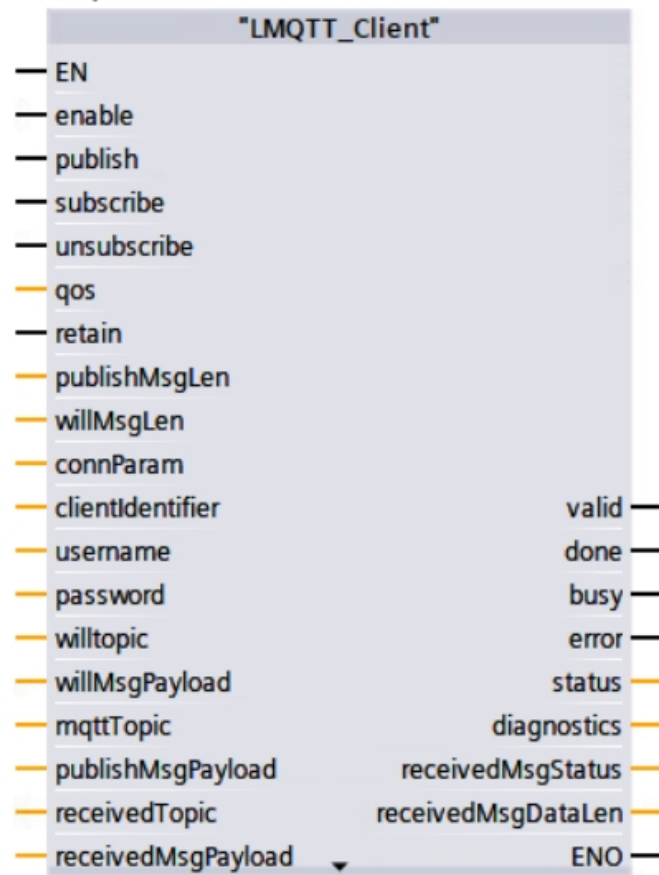 "LMQTT_Client"
EN
enable
publish
subscribe
unsubscribe
qos
retain
publishMsgLen
willMsgLen
connParam
clientIdentifier valid
username done
password busy
willtopic error
willMsgPayload status
mqttTopic diagnostics
publishMsgPayload receivedMsgStatus
receivedTopic receivedMsgDataLen
receivedMsgPayload ENO